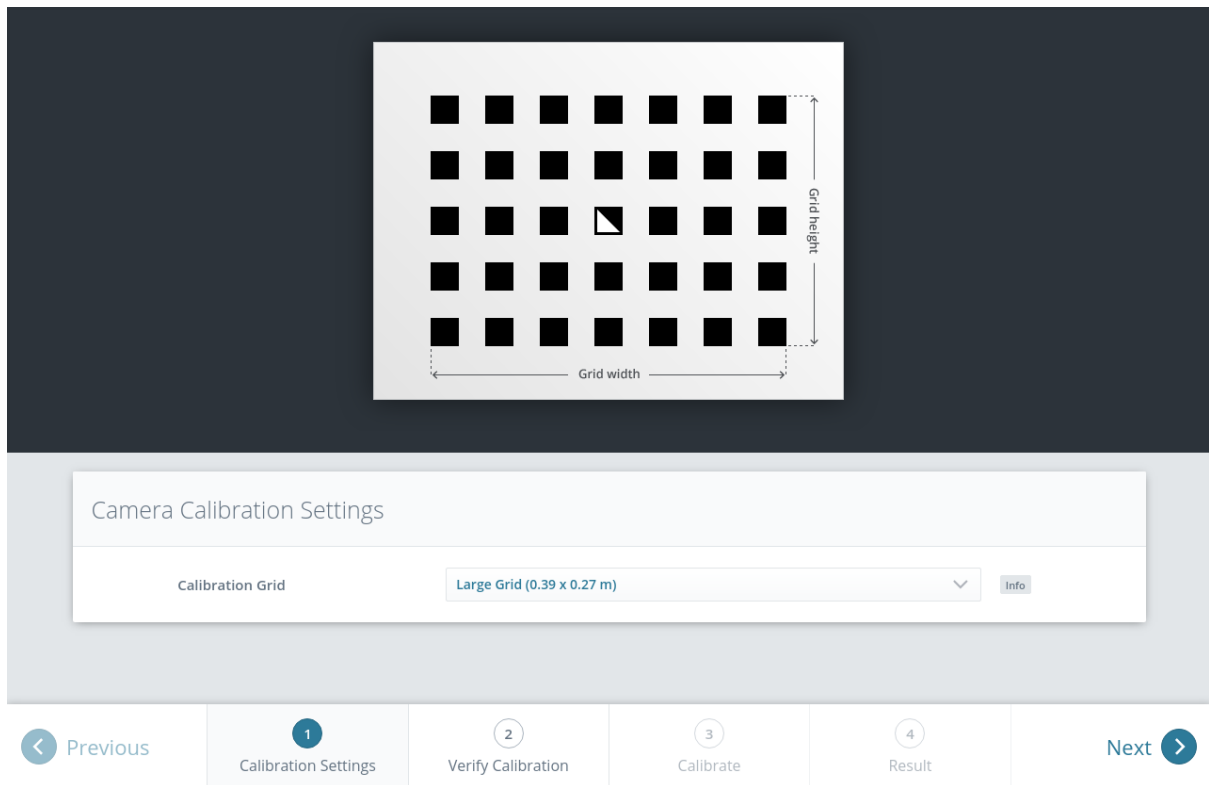 Grid height
Grid width
Camera Calibration Settings
Calibration Grid
Large Grid (0.39 x 0.27 m)
Info
Previous
1
Calibration Settings
2
Verify Calibration
3
Calibrate
4
Result
Next